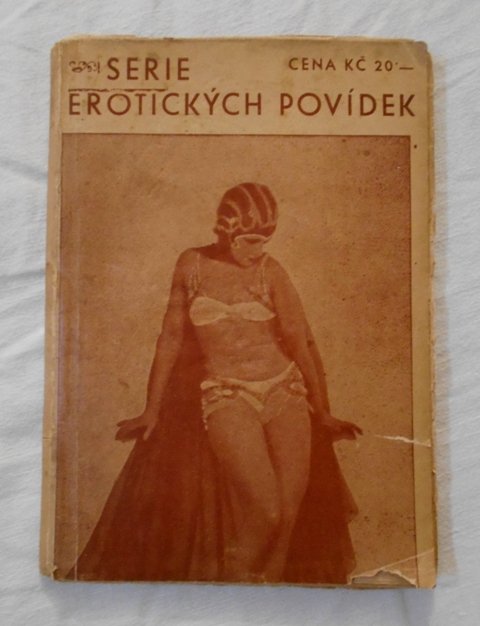 SERIE
CENA KČ 20·—
EROTICKÝCH POVÍDEK